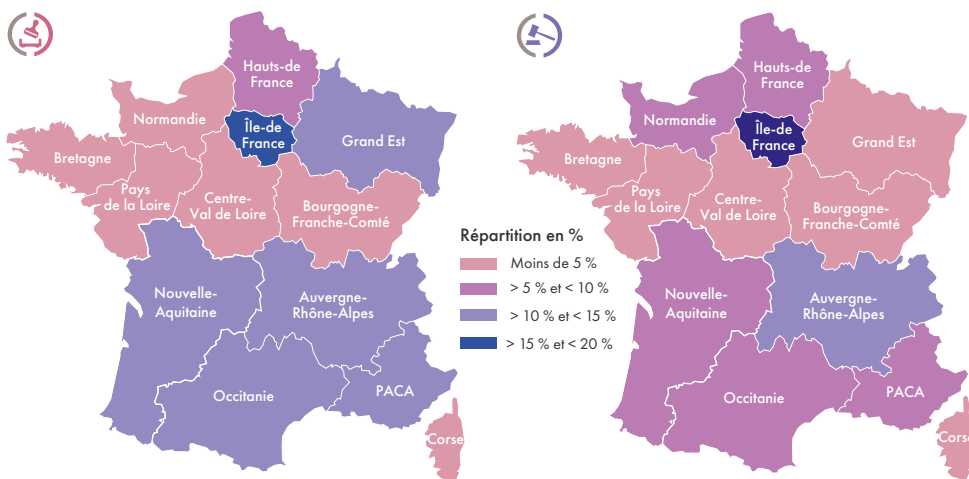 Hauts-de
France
Normandie
Île-de
France
Grand Est
Bretagne
Pays
de la Loire
Centre-
Val de Loire
Bourgogne-
Franche-Comté
Nouvelle-
Aquitaine
Auvergne-
Rhône-Alpes
Occitanie
PACA
Corse
Répartition en %
Moins de 5 %
> 5 % et < 10 %
> 10 % et < 15 %
> 15 % et < 20 %
Hauts-de
France
Normandie
Île-de
France
Grand Est
Bretagne
Pays
de la Loire
Centre-
Val de Loire
Bourgogne-
Franche-Comté
Nouvelle-
Aquitaine
Auvergne-
Rhône-Alpes
Occitanie
PACA
Corse